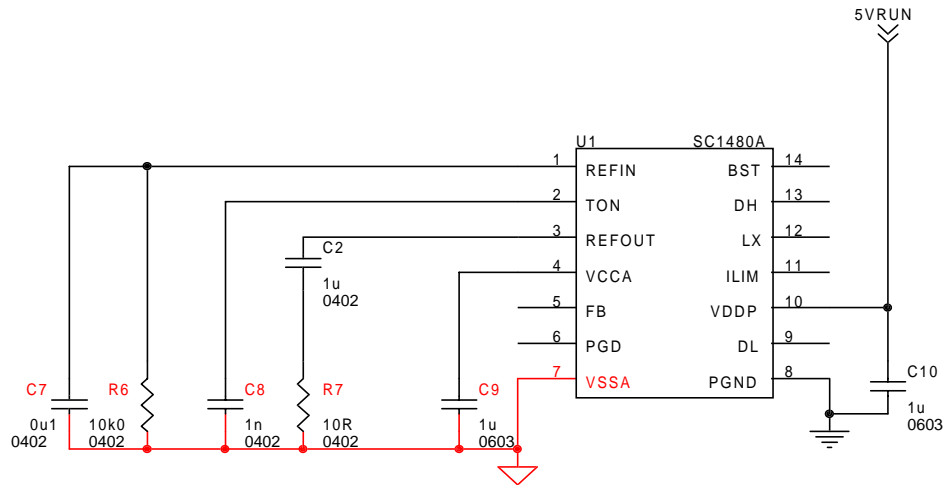 5VRUN
U1 SC1480A
1 REFIN BST 14
2 TON DH 13
3 REFOUT LX 12
4 VCCA ILIM 11
5 FB VDDP 10
6 PGD DL 9
7 VSSA PGND 8
C2
1u
0402
C7 R6 C8 R7 C9 C10
0u1 10k0 1n 10R 1u 1u
0402 0402 0402 0402 0603 0603